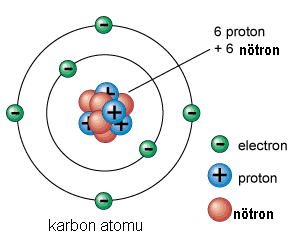 6 proton
+ 6 nötron
electron
proton
nötron
karbon atomu